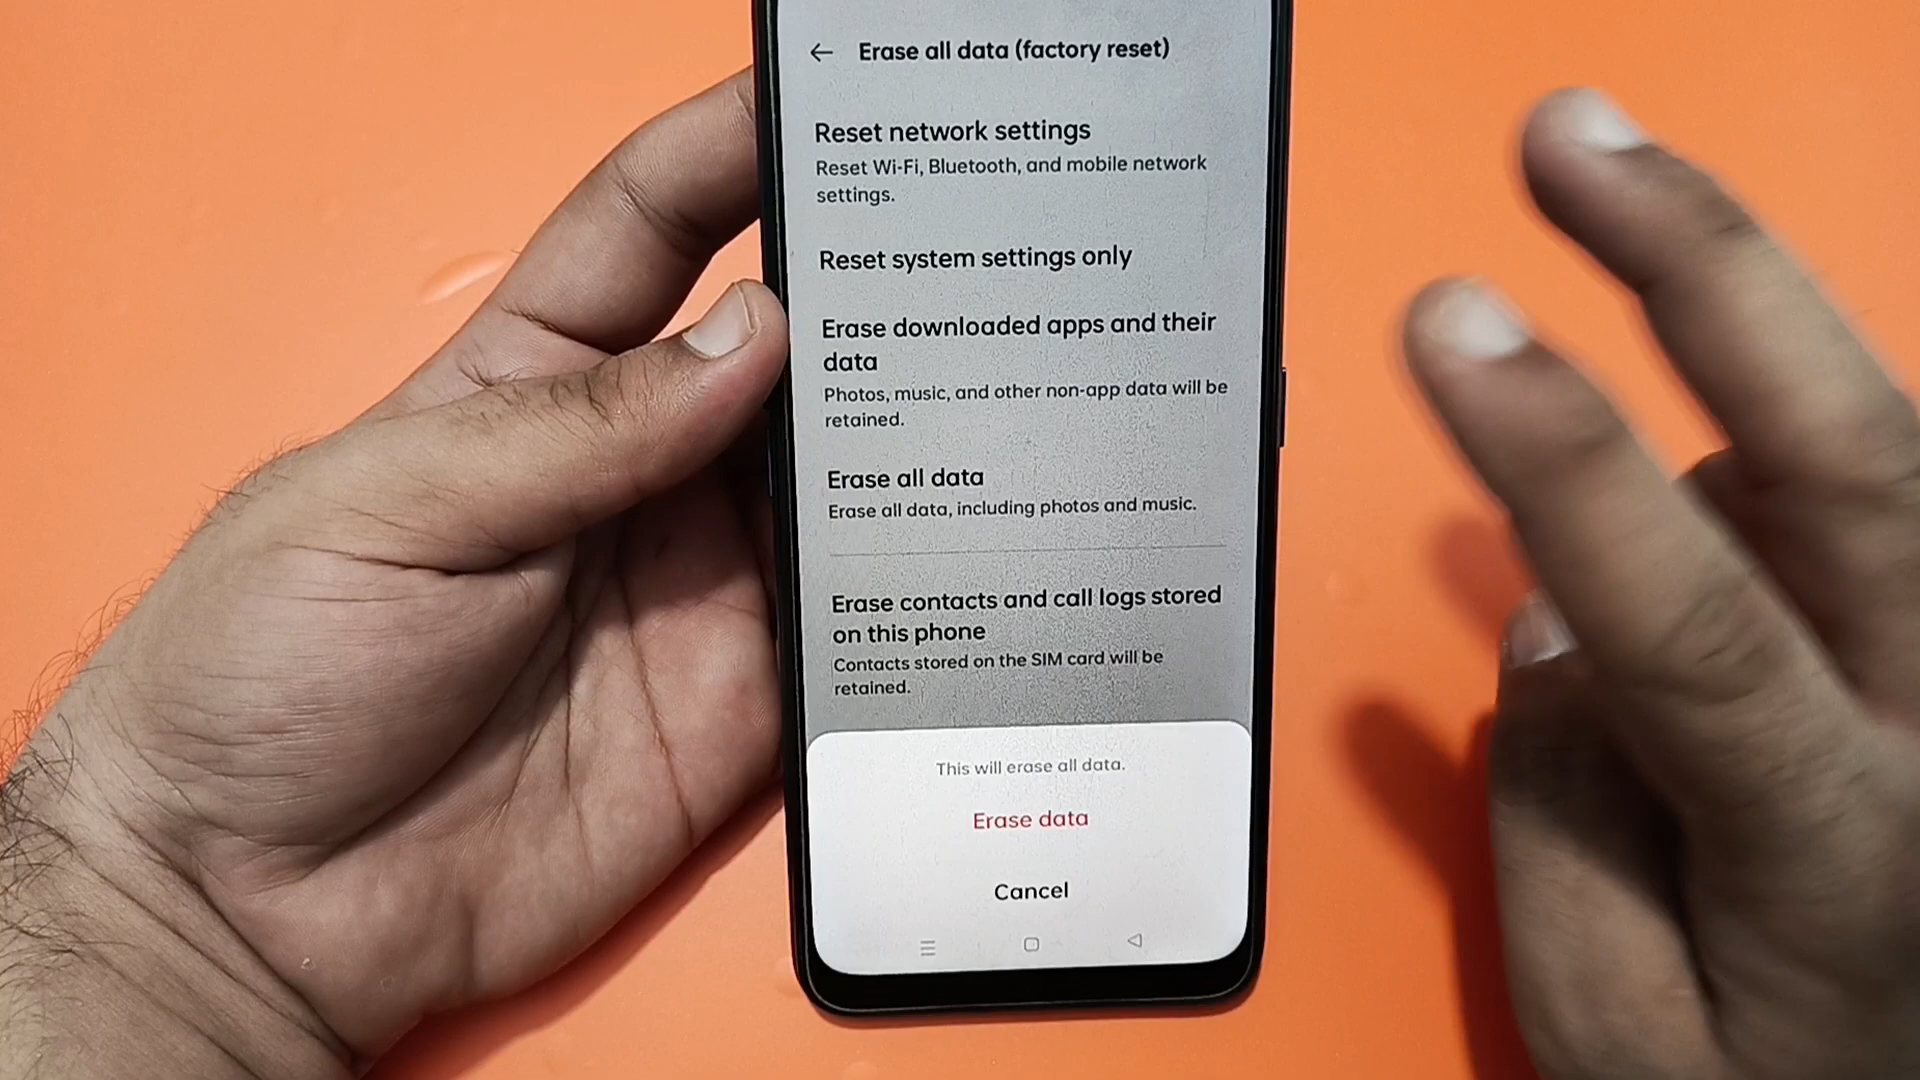 Erase all data (factory reset)
Reset network settings
Reset Wi-Fi, Bluetooth, and mobile network
settings.
Reset system settings only
Erase downloaded apps and their
data
Photos, music, and other non-app data will be
retained.
Erase all data
Erase all data, including photos and music.
Erase contacts and call logs stored
on this phone
Contacts stored on the SIM card will be
retained.
This will erase all data.
Erase data
Cancel